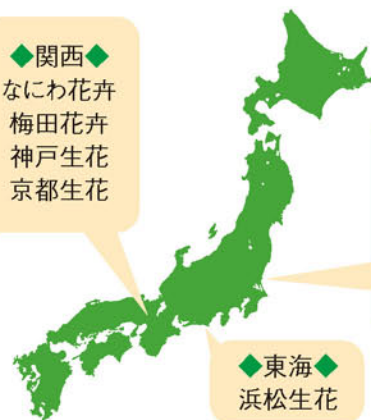 ◆関西◆
なにわ花卉
梅田花卉
神戸生花
京都生花
◆東海◆
浜松生花